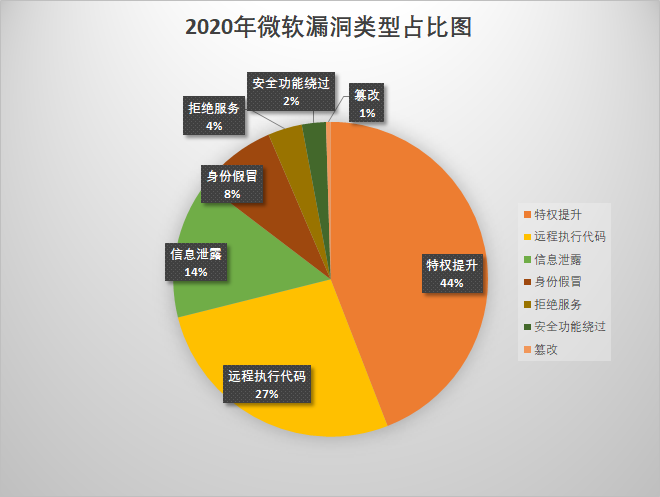 2020年微软漏洞类型占比图
安全功能绕过
2%
篡改
1%
拒绝服务
4%
身份假冒
8%
信息泄露
14%
特权提升
44%
远程执行代码
27%
特权提升
远程执行代码
信息泄露
身份假冒
拒绝服务
安全功能绕过
篡改